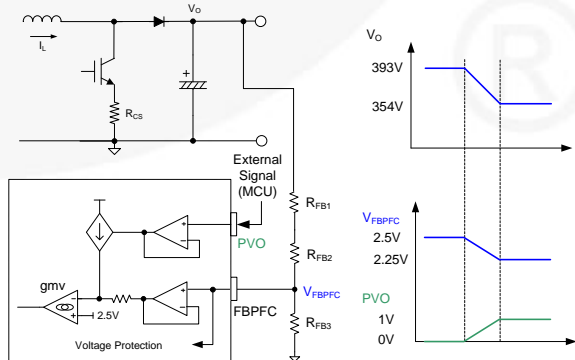 V_O
I_L
+
R_CS
External
Signal
(MCU)
PVO
R_FB1
R_FB2
V_FBPFC
FBPFC
R_FB3
gmv
2.5V
Voltage Protection
V_O
393V
354V
V_FBPFC
2.5V
2.25V
PVO
1V
0V
R